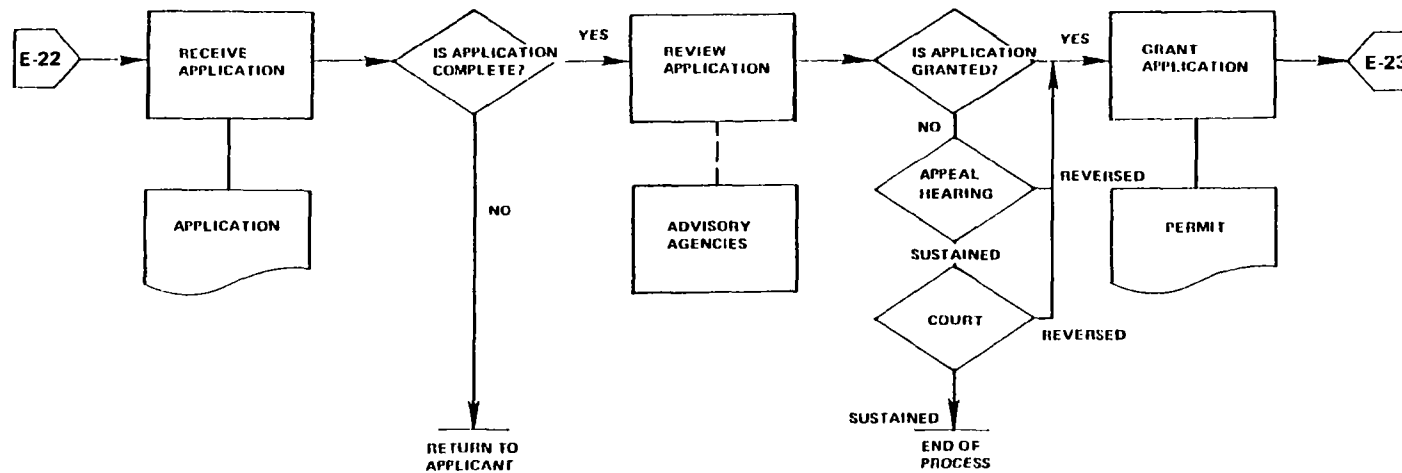 E-22
RECEIVE
APPLICATION
IS APPLICATION
COMPLETE?
YES
REVIEW
APPLICATION
IS APPLICATION
GRANTED?
YES
GRANT
APPLICATION
E-23
NO
APPEAL
HEARING
REVERSED
NO
APPLICATION
ADVISORY
AGENCIES
PERMIT
SUSTAINED
COURT
REVERSED
SUSTAINED
RETURN TO
APPLICANT
END OF
PROCESS